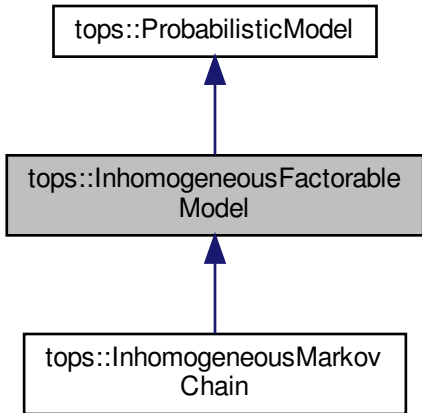 tops::ProbabilisticModel
tops::InhomogeneousFactorable
Model
tops::InhomogeneousMarkov
Chain